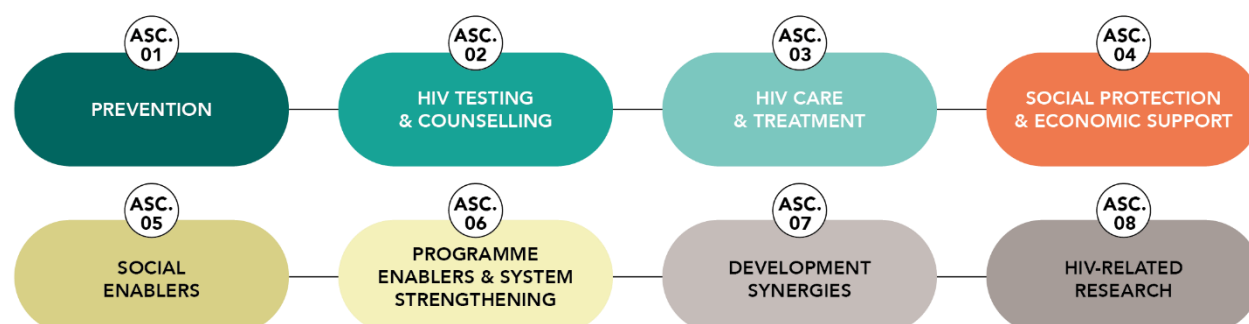 ASC.
01
PREVENTION
ASC.
02
HIV TESTING
& COUNSELLING
ASC.
03
HIV CARE
& TREATMENT
ASC.
04
SOCIAL PROTECTION
& ECONOMIC SUPPORT
ASC.
05
SOCIAL
ENABLERS
ASC.
06
PROGRAMME
ENABLERS & SYSTEM
STRENGTHENING
ASC.
07
DEVELOPMENT
SYNERGIES
ASC.
08
HIV-RELATED
RESEARCH